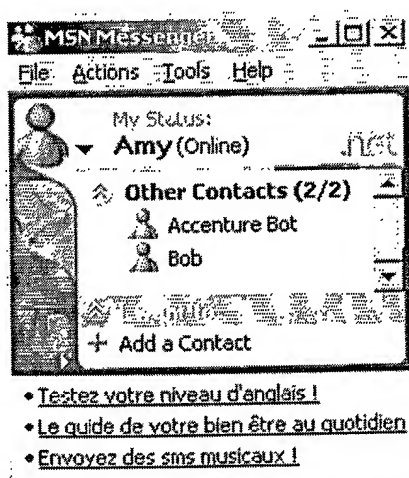 MSN Messenger
File Actions Tools Help
My Status:
Amy (Online)
.net
Other Contacts (2/2)
Accenture Bot
Bob
Add a Contact
• Testez votre niveau d'anglais !
• Le guide de votre bien être au quotidien
• Envoyez des sms musicaux !